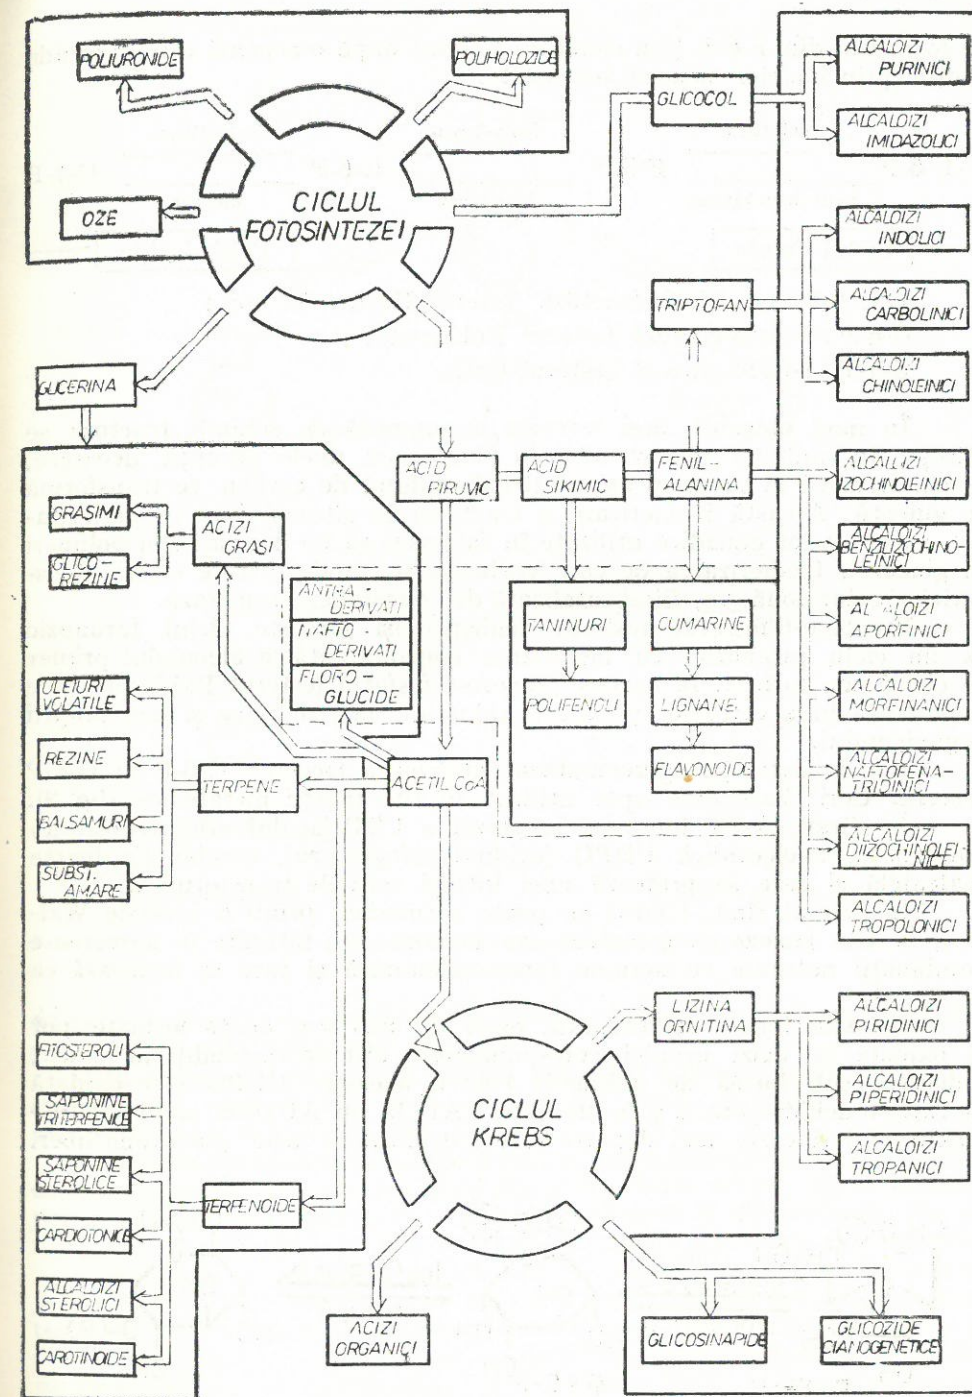 POLIURONIDE
POLIHOLOZIDE
OZE
CICLUL
FOTOSINTEZEI
GLICOCOL
ALCALOIZI
PURINICI
ALCALOIZI
IMIDAZOLICI
ALCALOIZI
INDOLICI
TRIPTOFAN
ALCALOIZI
CARBOLINICI
ALCALOIZI
CHINOLEINICI
GLICERINA
ACID
PIRUVIC
ACID
SIKIMIC
FENIL-
ALANINA
ALCALOIZI
IZOCHINOLEINICI
GRASIMI
GLICO-
REZINE
ACIZI
GRASI
ALCALOIZI
BENZILIZOCHINO-
LEINICI
ANTRA-
DERIVATI
NAFTO-
DERIVATI
FLORO-
GLUCIDE
TANINURI
CUMARINE
ALCALOIZI
APORFINICI
POLIFENOLI
LIGNANE
ALCALOIZI
MORFINANICI
FLAVONOIDE
ALCALOIZI
NAFTOFENA-
TRIDINICI
ULEIURI
VOLATILE
REZINE
BALSAMURI
SUBST.
AMARE
TERPENE
ACETIL CoA
ALCALOIZI
DIIZOCHINOLEI-
NICI
ALCALOIZI
TROPOLONICI
LIZINA
ORNITINA
ALCALOIZI
PIRIDINICI
ALCALOIZI
PIPERIDINICI
ALCALOIZI
TROPANICI
CICLUL
KREBS
FITOSTEROLI
SAPONINE
TRITERPENICE
SAPONINE
STEROLICE
CARDIOTONICE
ALCALOIZI
STEROLICI
CAROTINOIDE
TERPENOIDE
ACIZI
ORGANICI
GLICOSINAPIDE
GLICOZIDE
CIANOGENETICE